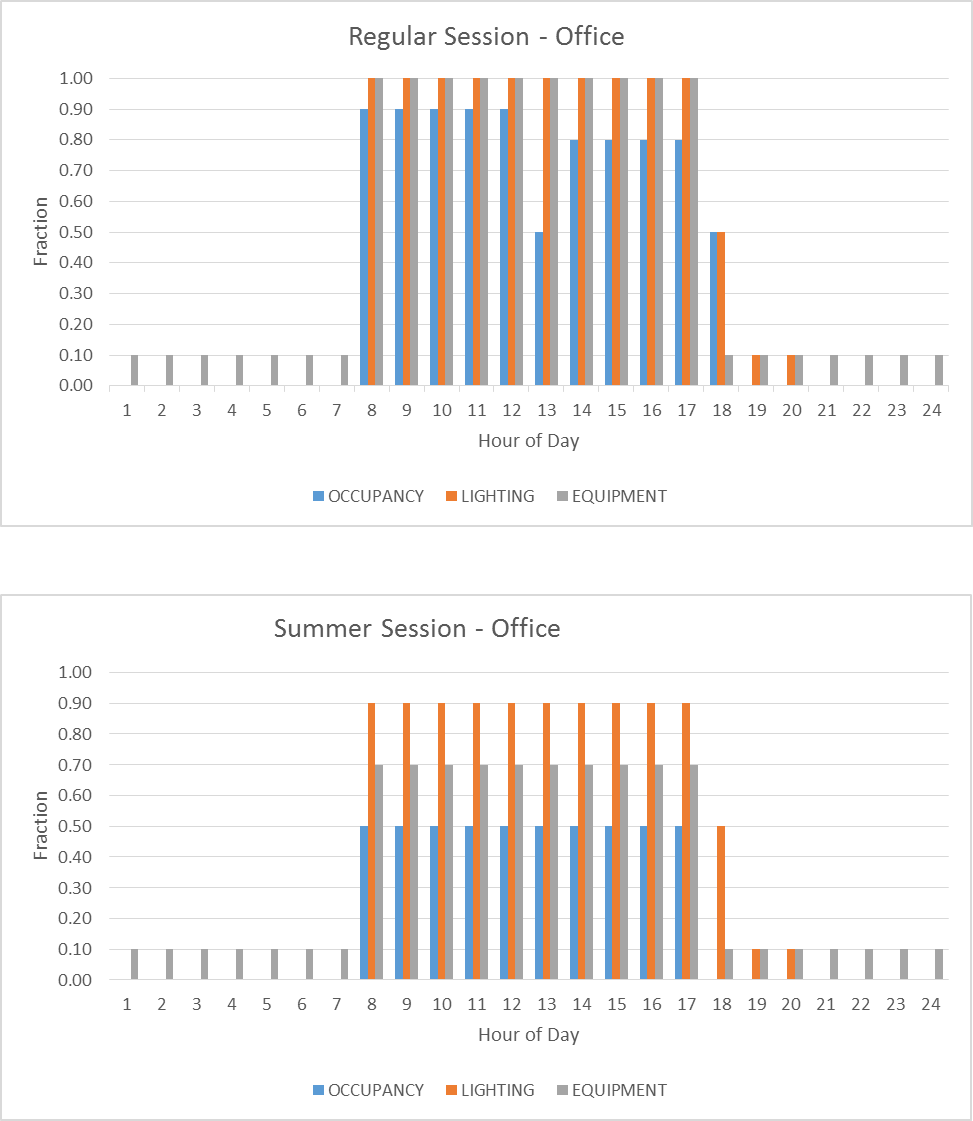 Regular Session - Office
1.00
0.90
0.80
0.70
0.60
0.50
0.40
0.30
0.20
0.10
0.00
Fraction
1 2 3 4 5 6 7 8 9 10 11 12 13 14 15 16 17 18 19 20 21 22 23 24
Hour of Day
OCCUPANCY LIGHTING EQUIPMENT
Summer Session - Office
1.00
0.90
0.80
0.70
0.60
0.50
0.40
0.30
0.20
0.10
0.00
Fraction
1 2 3 4 5 6 7 8 9 10 11 12 13 14 15 16 17 18 19 20 21 22 23 24
Hour of Day
OCCUPANCY LIGHTING EQUIPMENT